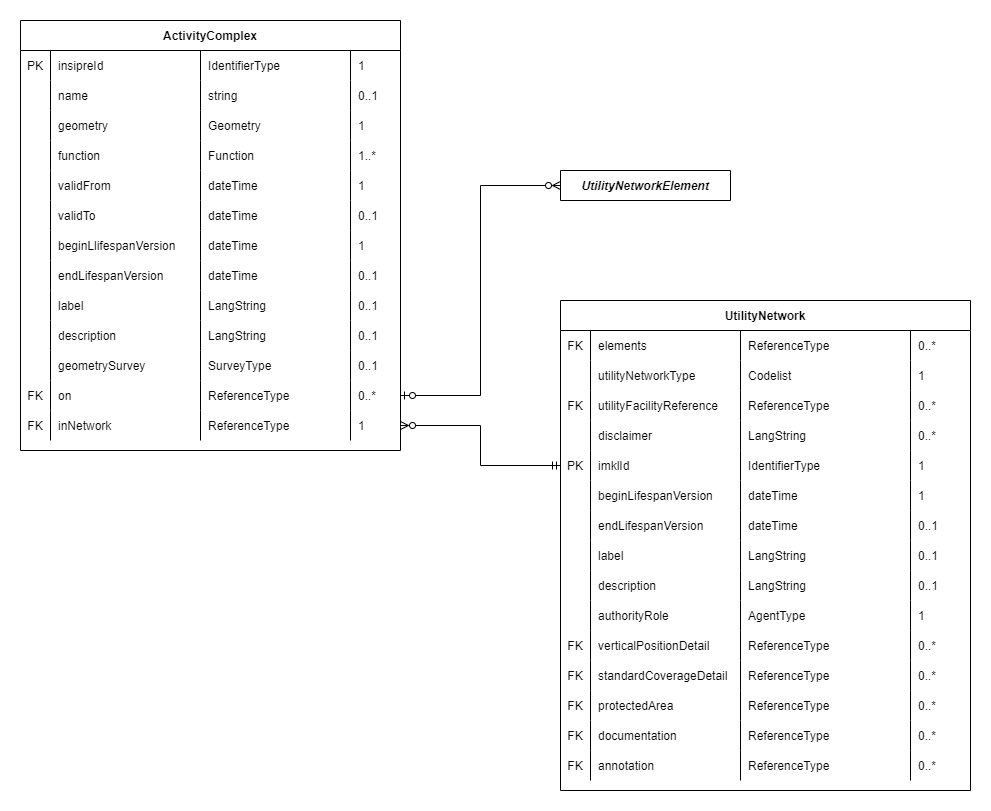 ActivityComplex
PK insipreId IdentifierType 1
name string 0..1
geometry Geometry 1
function Function 1..*
validFrom dateTime 1
validTo dateTime 0..1
beginLlifespanVersion dateTime 1
endLifespanVersion dateTime 0..1
label LangString 0..1
description LangString 0..1
geometrySurvey SurveyType 0..1
FK on ReferenceType 0..*
FK inNetwork ReferenceType 1
UtilityNetworkElement
UtilityNetwork
FK elements ReferenceType 0..*
utilityNetworkType Codelist 1
FK utilityFacilityReference ReferenceType 0..*
disclaimer LangString 0..*
PK imklId IdentifierType 1
beginLifespanVersion dateTime 1
endLifespanVersion dateTime 0..1
label LangString 0..1
description LangString 0..1
authorityRole AgentType 1
FK verticalPositionDetail ReferenceType 0..*
FK standardCoverageDetail ReferenceType 0..*
FK protectedArea ReferenceType 0..*
FK documentation ReferenceType 0..*
FK annotation ReferenceType 0..*